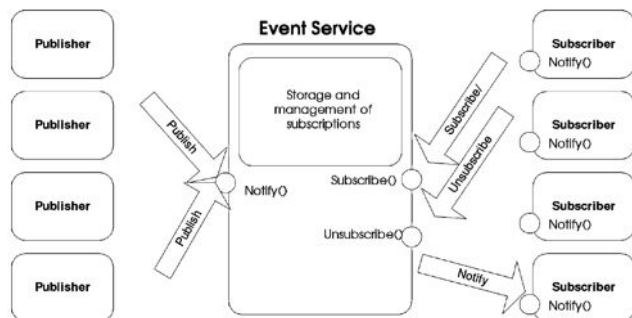 Event Service
Publisher
Publisher
Publisher
Publisher
Publish
Publish
Storage and
management of
subscriptions
Notify()
Subscribe()
Unsubscribe()
Subscribe/
Unsubscribe
Notify
Subscriber
Notify()
Subscriber
Notify()
Subscriber
Notify()
Subscriber
Notify()